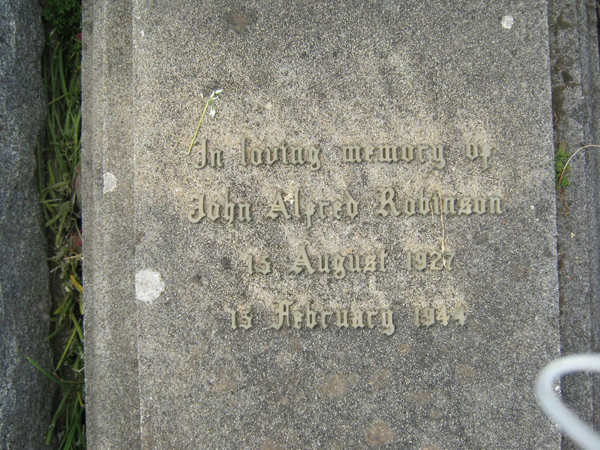 In loving memory of
John Alfred Robinson
15 August 1927
15 February 1944